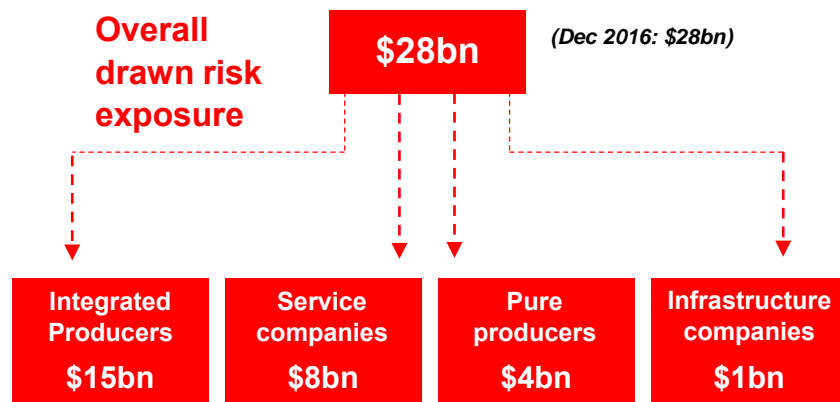 Overall
drawn risk
exposure
$28bn
(Dec 2016: $28bn)
Integrated
Producers
$15bn
Service
companies
$8bn
Pure
producers
$4bn
Infrastructure
companies
$1bn